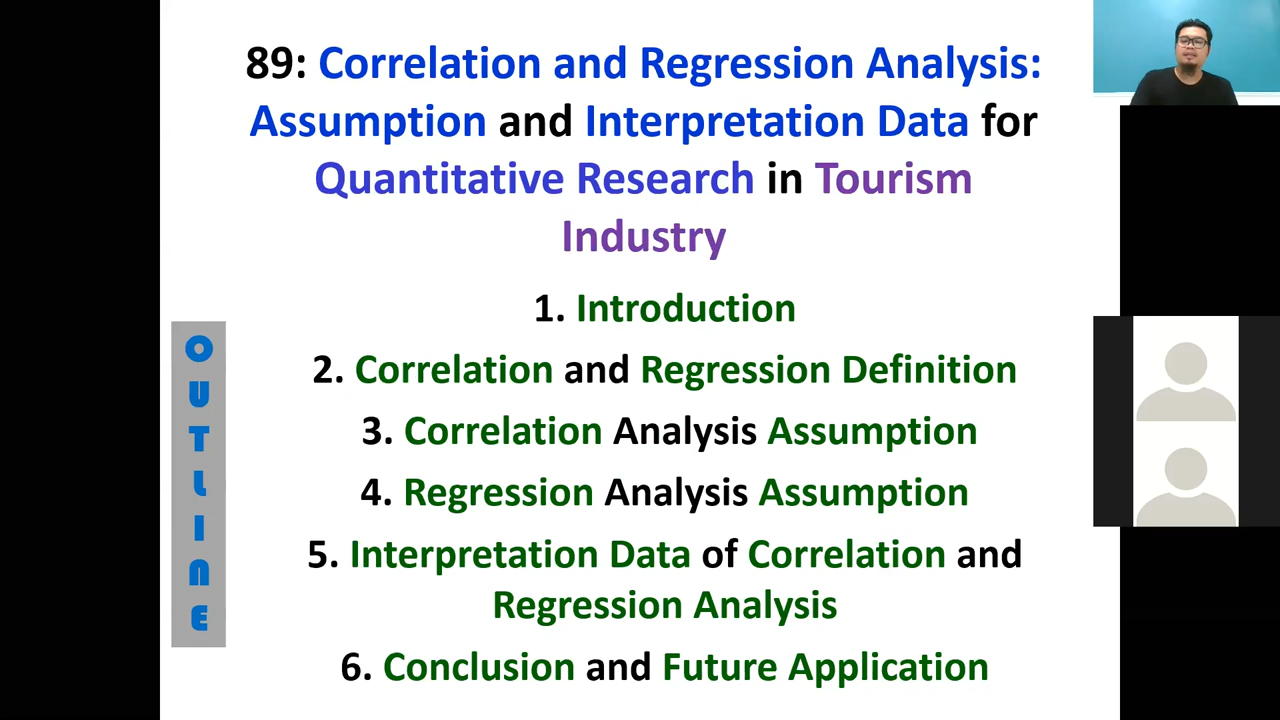 89: Correlation and Regression Analysis:
Assumption and Interpretation Data for
Quantitative Research in Tourism
Industry
OUTLINE
1. Introduction
2. Correlation and Regression Definition
3. Correlation Analysis Assumption
4. Regression Analysis Assumption
5. Interpretation Data of Correlation and
Regression Analysis
6. Conclusion and Future Application